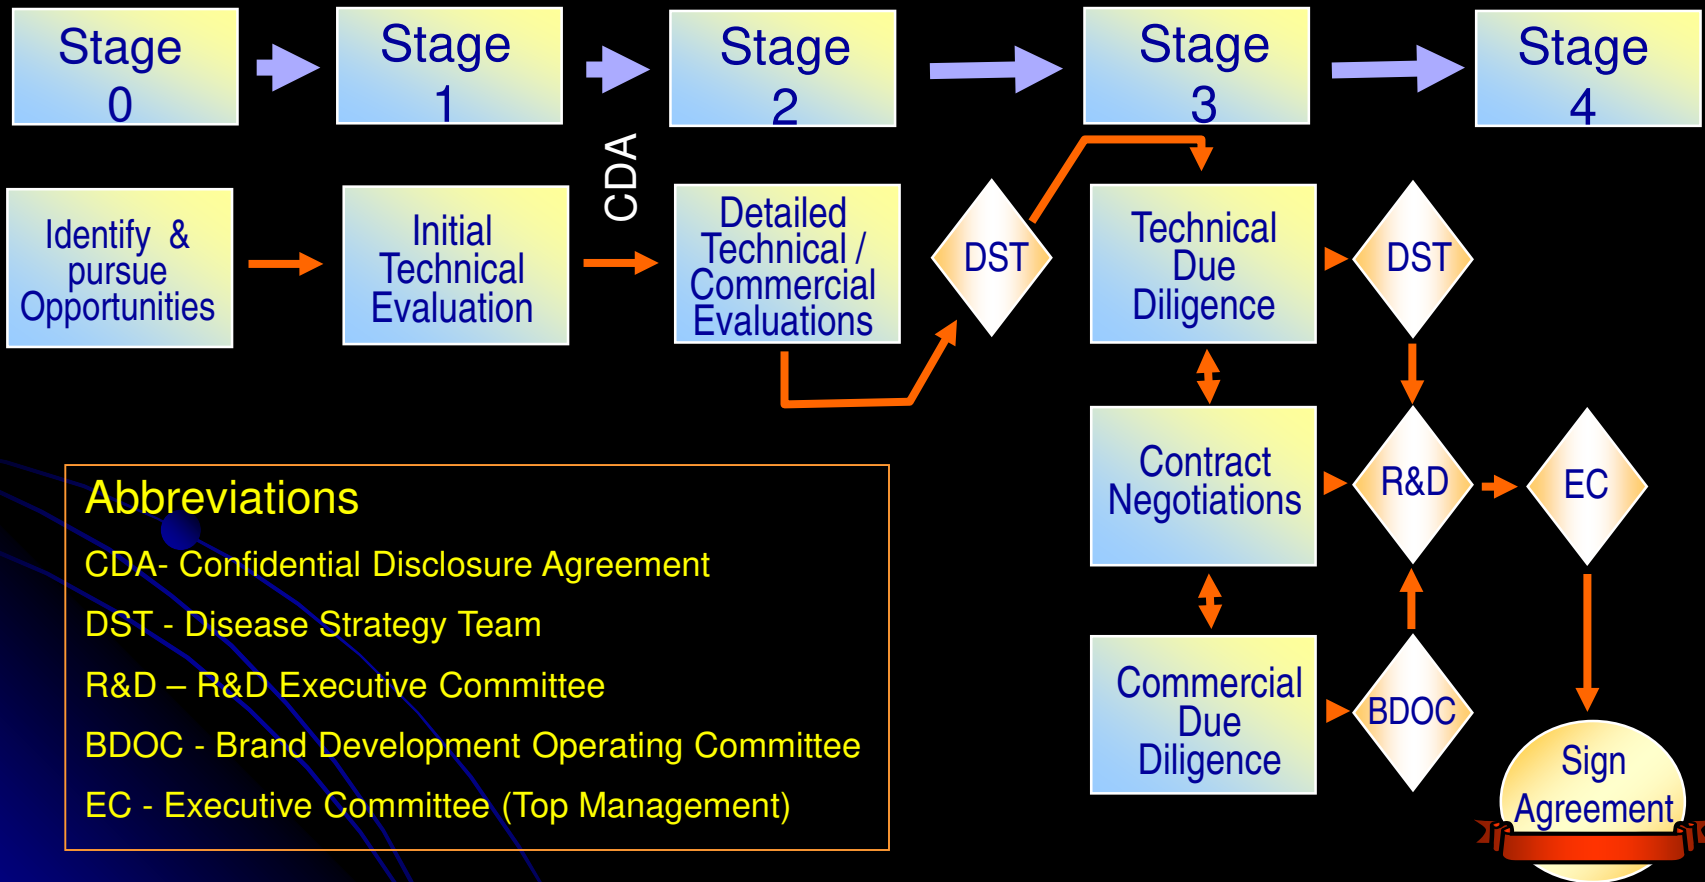 Stage
0
Stage
1
Stage
2
Stage
3
Stage
4
CDA
Identify & 
pursue
Opportunities
Initial
Technical
Evaluation
Detailed
Technical /
Commercial
Evaluations
DST
Technical
Due
Diligence
DST
Contract
Negotiations
R&D
EC
Commercial
Due
Diligence
BDOC
Sign
Agreement
Abbreviations
CDA- Confidential Disclosure Agreement
DST - Disease Strategy Team
R&D – R&D Executive Committee
BDOC - Brand Development Operating Committee
EC - Executive Committee (Top Management)